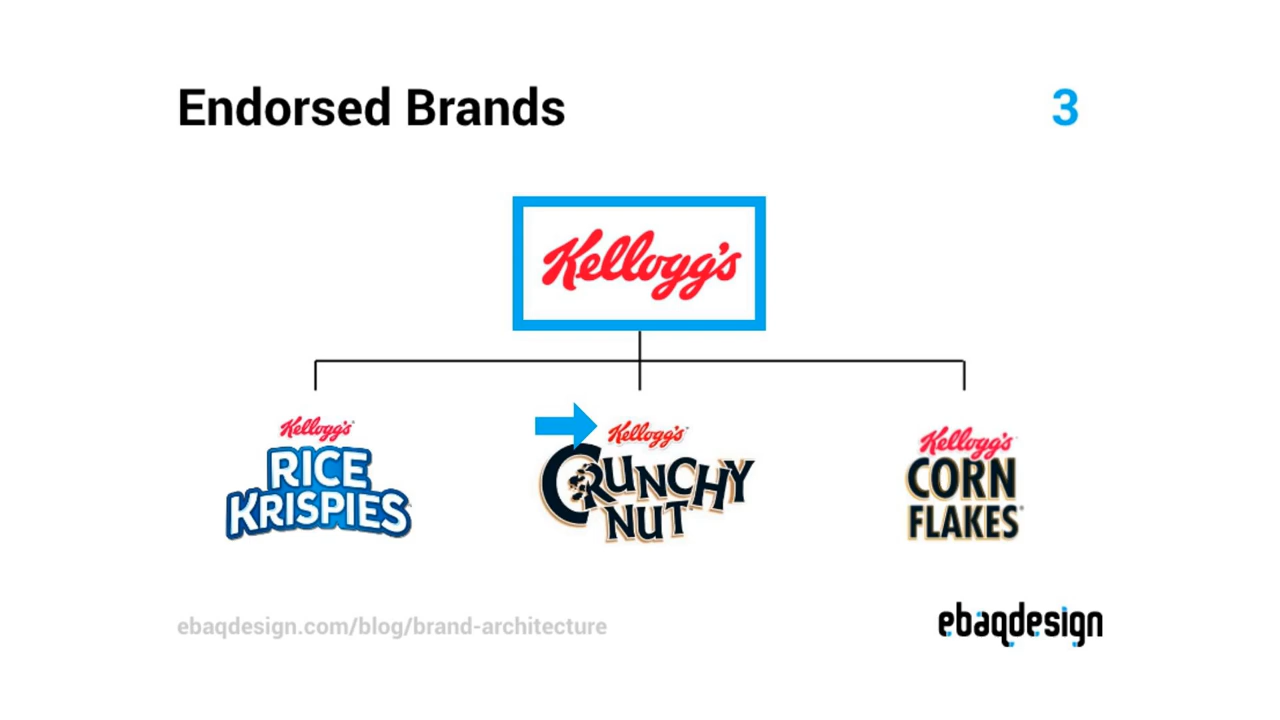 Endorsed Brands
3
Kellogg's
Kellogg's
RICE
KRISPIES
Kellogg's
CRUNCHY
NUT
Kellogg's
CORN
FLAKES
ebaqdesign.com/blog/brand-architecture
ebaqdesign